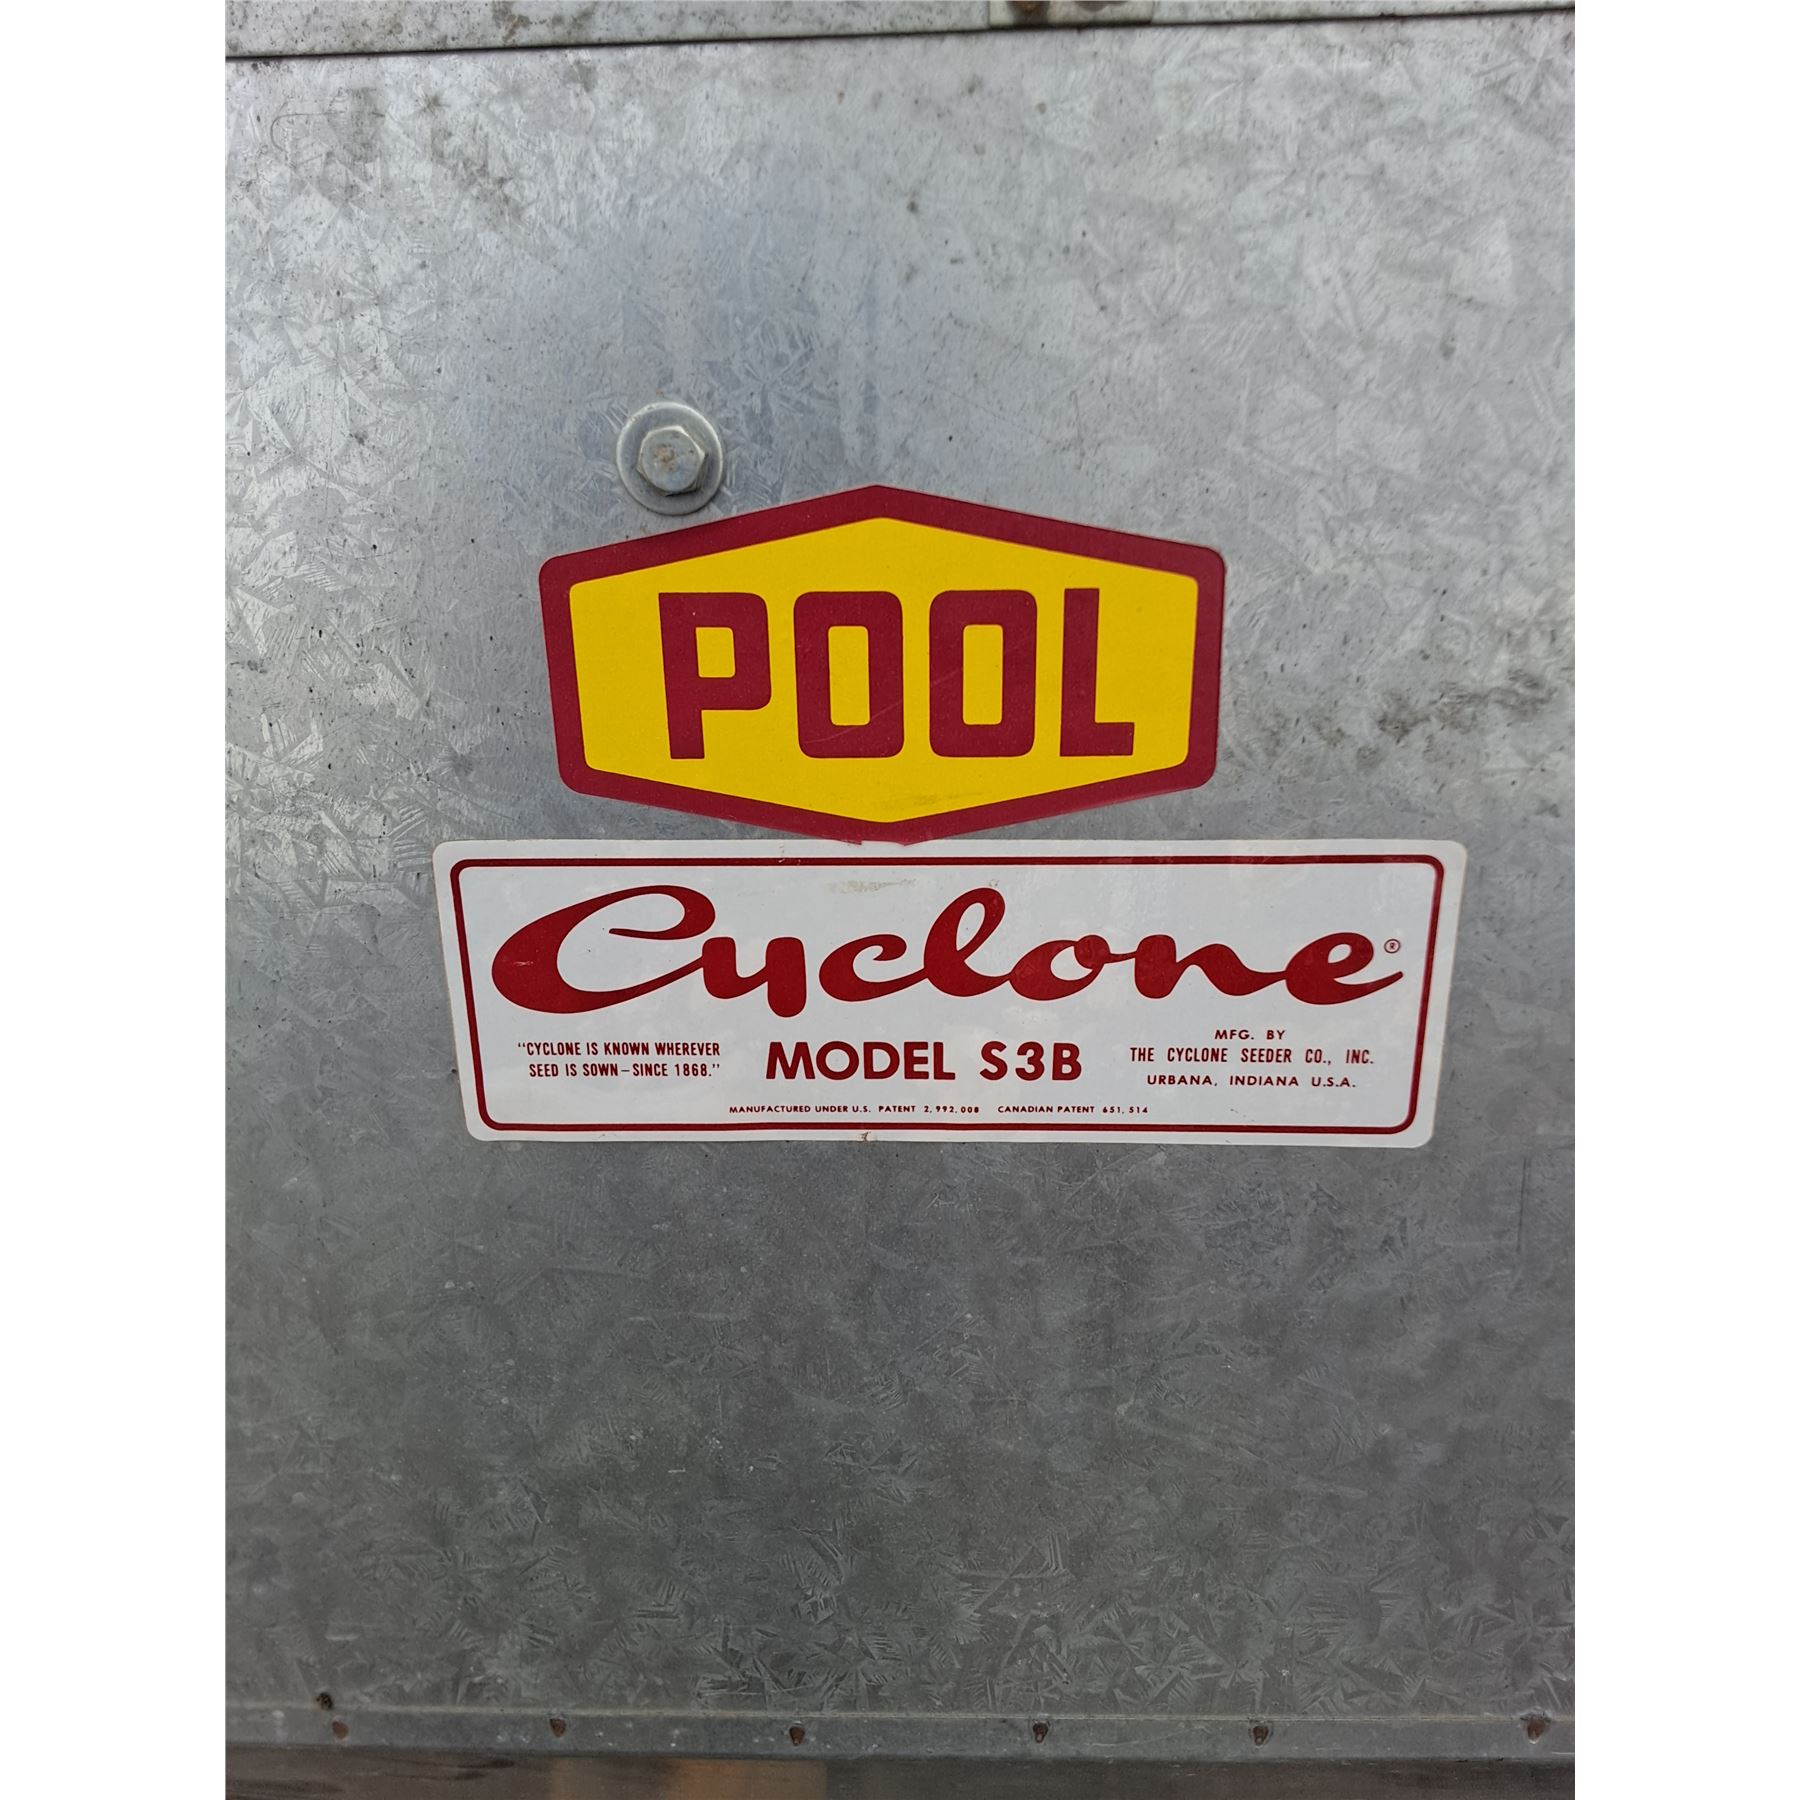 POOL
Cyclone®
"CYCLONE IS KNOWN WHEREVER
SEED IS SOWN—SINCE 1868."
MODEL S3B
MFG. BY
THE CYCLONE SEEDER CO., INC.
URBANA, INDIANA U.S.A.
MANUFACTURED UNDER U.S. PATENT 2,992,008 CANADIAN PATENT 651,514